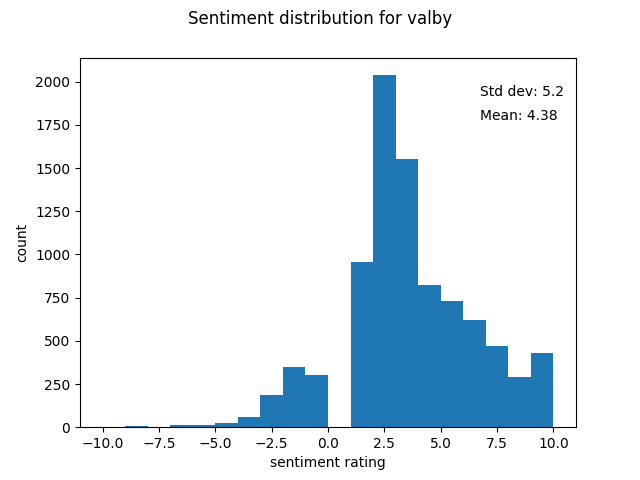 Sentiment distribution for valby
Std dev: 5.2
Mean: 4.38
count
2000
1750
1500
1250
1000
750
500
250
0
−10.0 −7.5 −5.0 −2.5 0.0 2.5 5.0 7.5 10.0
sentiment rating